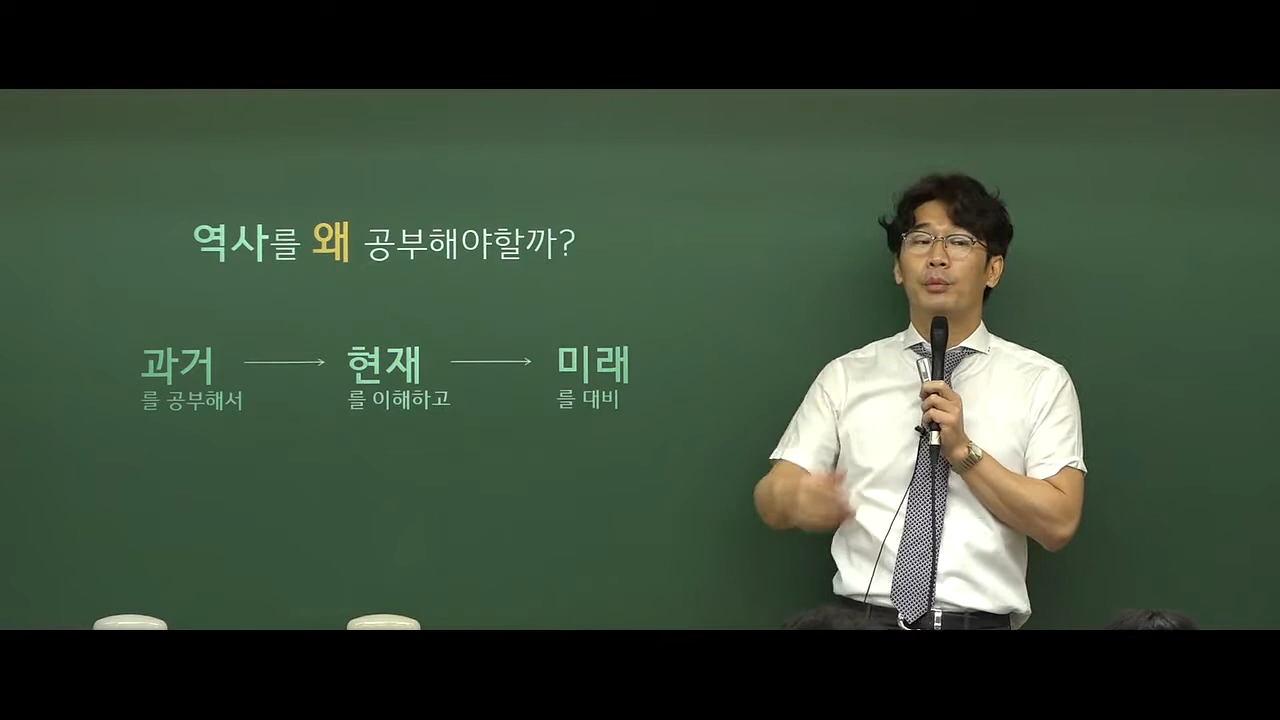 역사를 왜 공부해야할까?
과거 → 현재 → 미래
를 공부해서 를 이해하고 를 대비